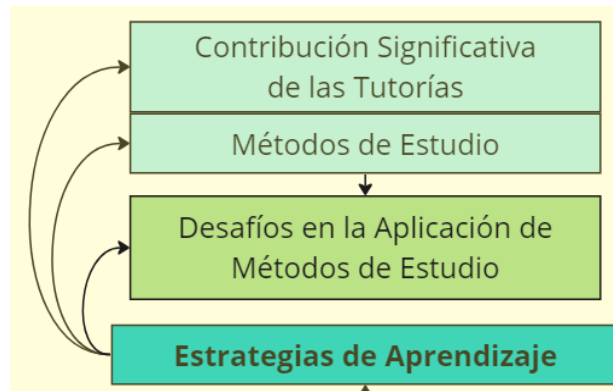 Contribución Significativa
de las Tutorías
Métodos de Estudio
Desafíos en la Aplicación de
Métodos de Estudio
Estrategias de Aprendizaje